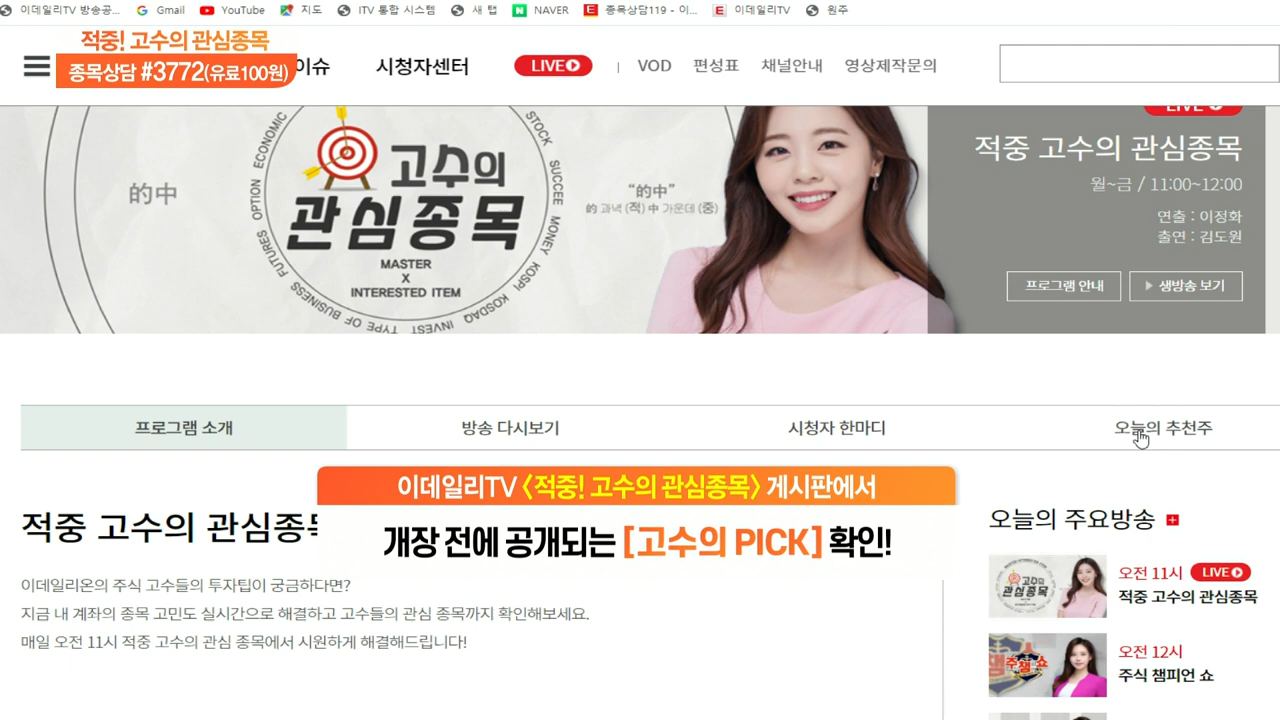 이데일리TV 방송공...
Gmail
YouTube
지도
ITV 통합 시스템
새 탭
NAVER
종목상담119 - 이...
이데일리TV
원주
적중! 고수의 관심종목
종목상담 #3772(유료100원)
이슈
시청자센터
LIVE
VOD
편성표
채널안내
영상제작문의
的中
고수의
관심종목
MASTER
X
INTERESTED ITEM
FUTURES OPTION ECONOMIC
STOCK SUCCEE MONEY KOSPI KOSDAQ INVEST TYPE OF BUSINESS
“的中”
的 과녁 (적) 中 가운데 (중)
LIVE
적중 고수의 관심종목
월~금 / 11:00~12:00
연출 : 이정화
출연 : 김도원
프로그램 안내
생방송 보기
프로그램 소개
방송 다시보기
시청자 한마디
오늘의 추천주
이데일리TV 〈적중! 고수의 관심종목〉 게시판에서
개장 전에 공개되는 [고수의 PICK] 확인!
적중 고수의 관심종목
이데일리온의 주식 고수들의 투자팁이 궁금하다면?
지금 내 계좌의 종목 고민도 실시간으로 해결하고 고수들의 관심 종목까지 확인해보세요.
매일 오전 11시 적중 고수의 관심 종목에서 시원하게 해결해드립니다!
오늘의 주요방송
고수의
관심종목
오전 11시 LIVE
적중 고수의 관심종목
주챔쇼
오전 12시
주식 챔피언 쇼